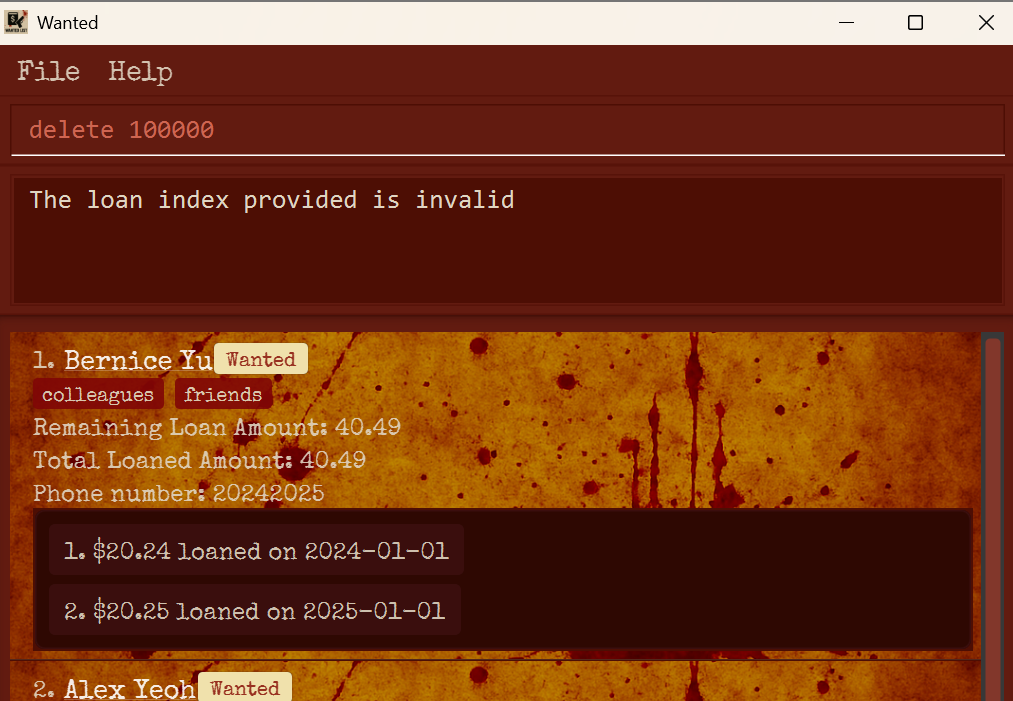 Wanted
File Help
delete 100000
The loan index provided is invalid
1. Bernice Yu Wanted
colleagues friends
Remaining Loan Amount: 40.49
Total Loaned Amount: 40.49
Phone number: 20242025
1. $20.24 loaned on 2024-01-01
2. $20.25 loaned on 2025-01-01
2. Alex Yeoh Wanted